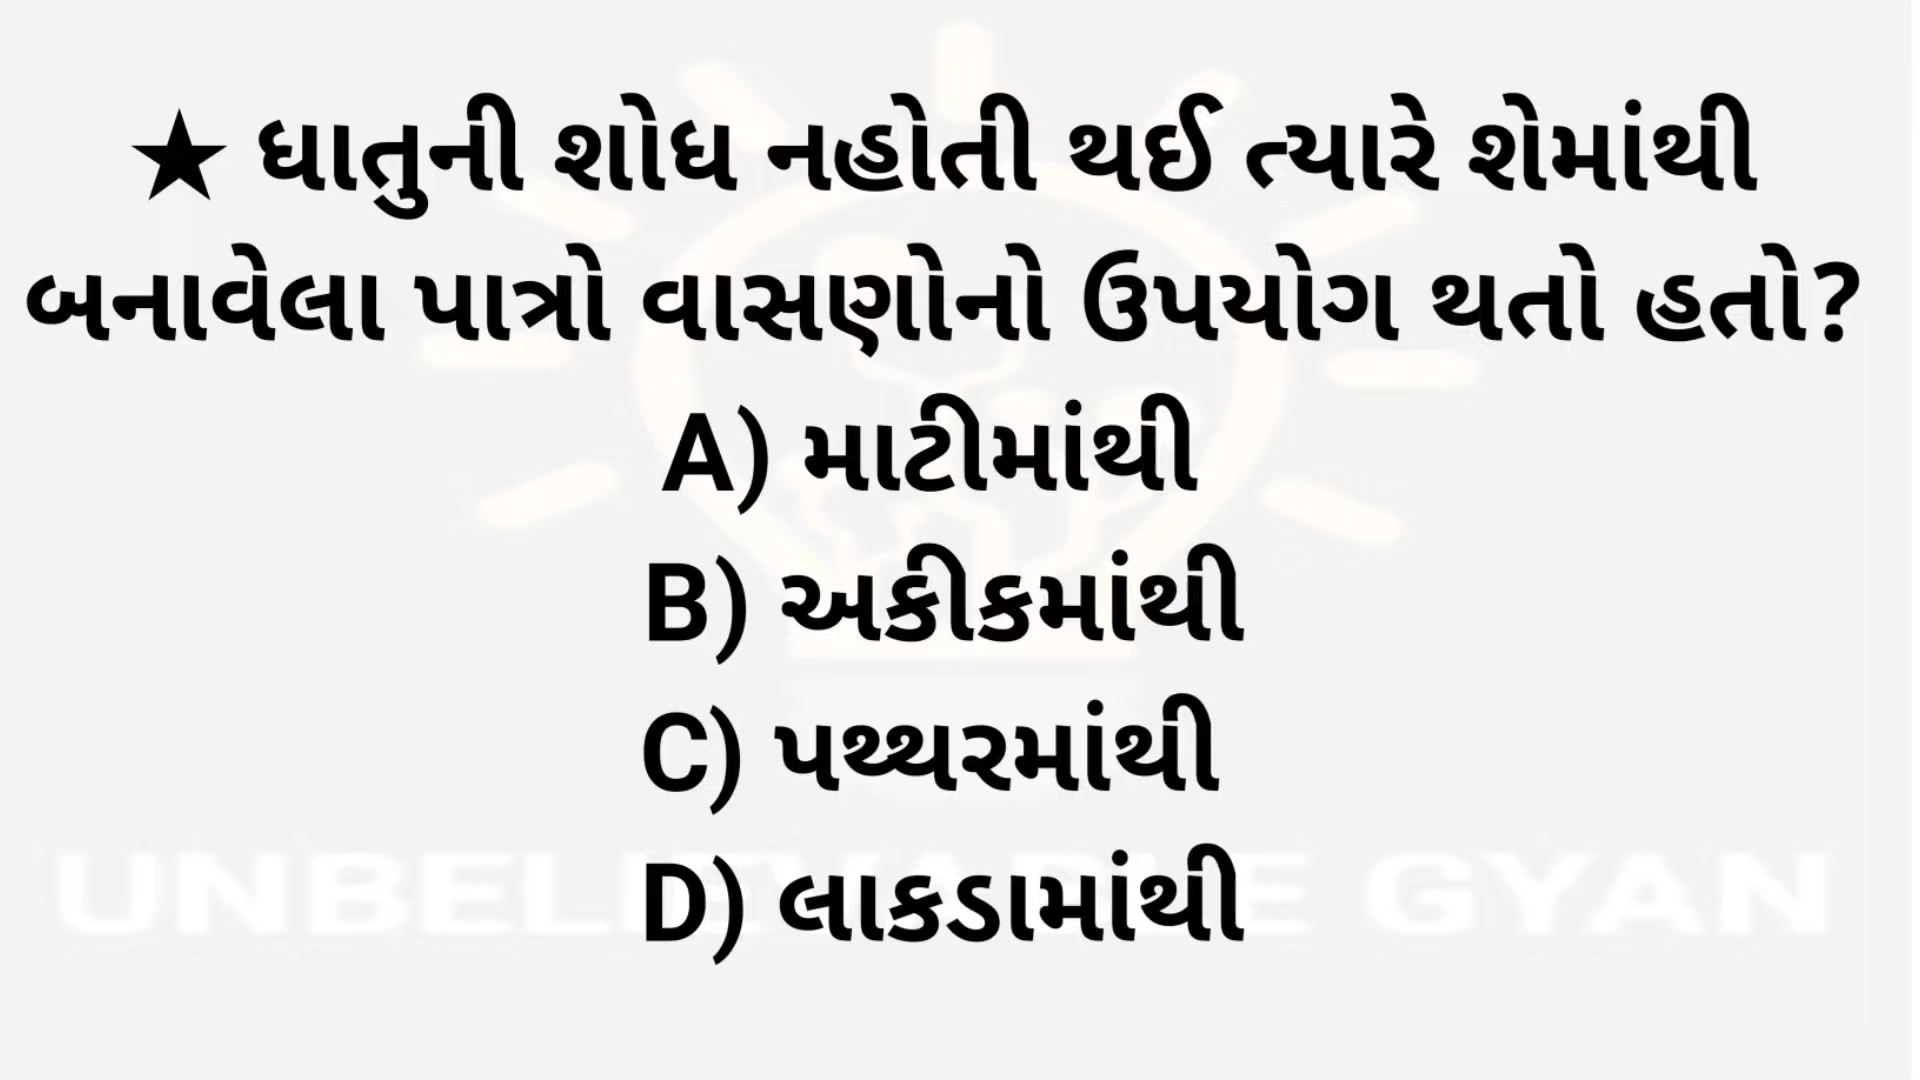 ★ ધાતુની શોધ નહોતી થઈ ત્યારે શેમાંથી
બનાવેલા પાત્રો વાસણોનો ઉપયોગ થતો હતો?
A) માટીમાંથી
B) અકીકમાંથી
C) પથ્થરમાંથી
D) લાકડામાંથી
UNBELIEVABLE GYAN